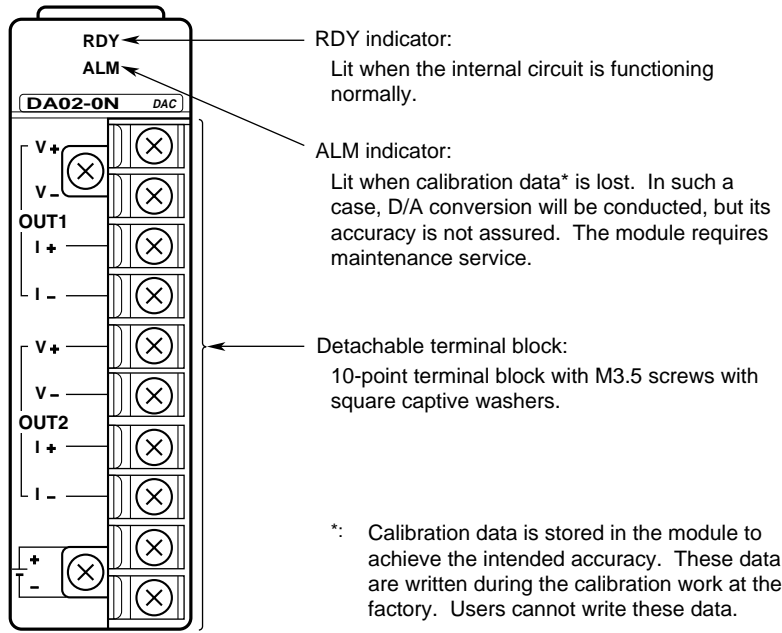 RDY
ALM
DA02-0N DAC
V +
V –
OUT1
I +
I –
V +
V –
OUT2
I +
I –
+
–
RDY indicator:
Lit when the internal circuit is functioning
normally.
ALM indicator:
Lit when calibration data* is lost. In such a
case, D/A conversion will be conducted, but its
accuracy is not assured. The module requires
maintenance service.
Detachable terminal block:
10-point terminal block with M3.5 screws with
square captive washers.
*: Calibration data is stored in the module to
achieve the intended accuracy. These data
are written during the calibration work at the
factory. Users cannot write these data.